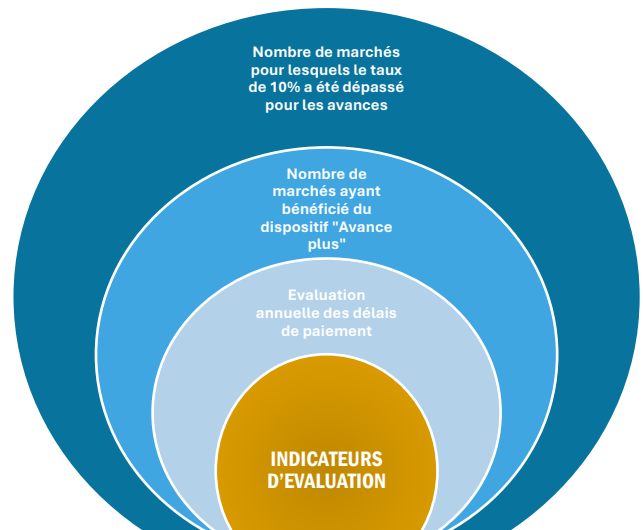 Nombre de marchés
pour lesquels le taux
de 10% a été dépassé
pour les avances
Nombre de
marchés ayant
bénéficié du
dispositif "Avance
plus"
Evaluation
annuelle des délais
de paiement
INDICATEURS
D'EVALUATION